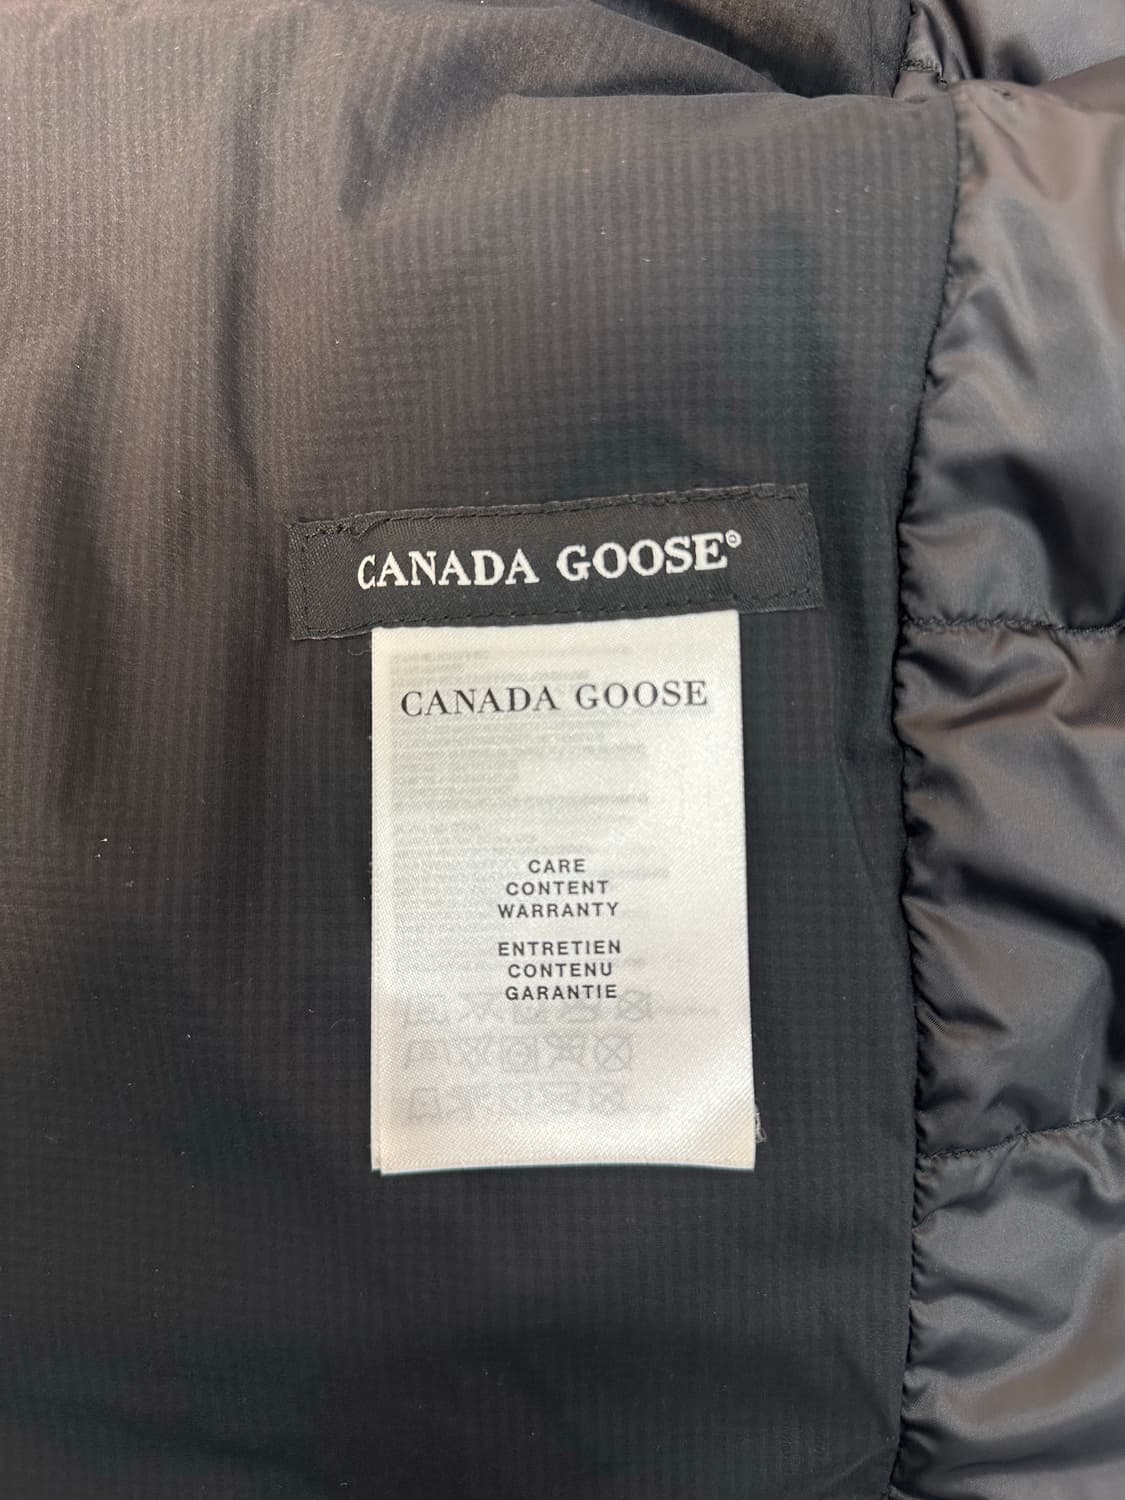 CANADA GOOSE®
CANADA GOOSE
CARE
CONTENT
WARRANTY
ENTRETIEN
CONTENU
GARANTIE